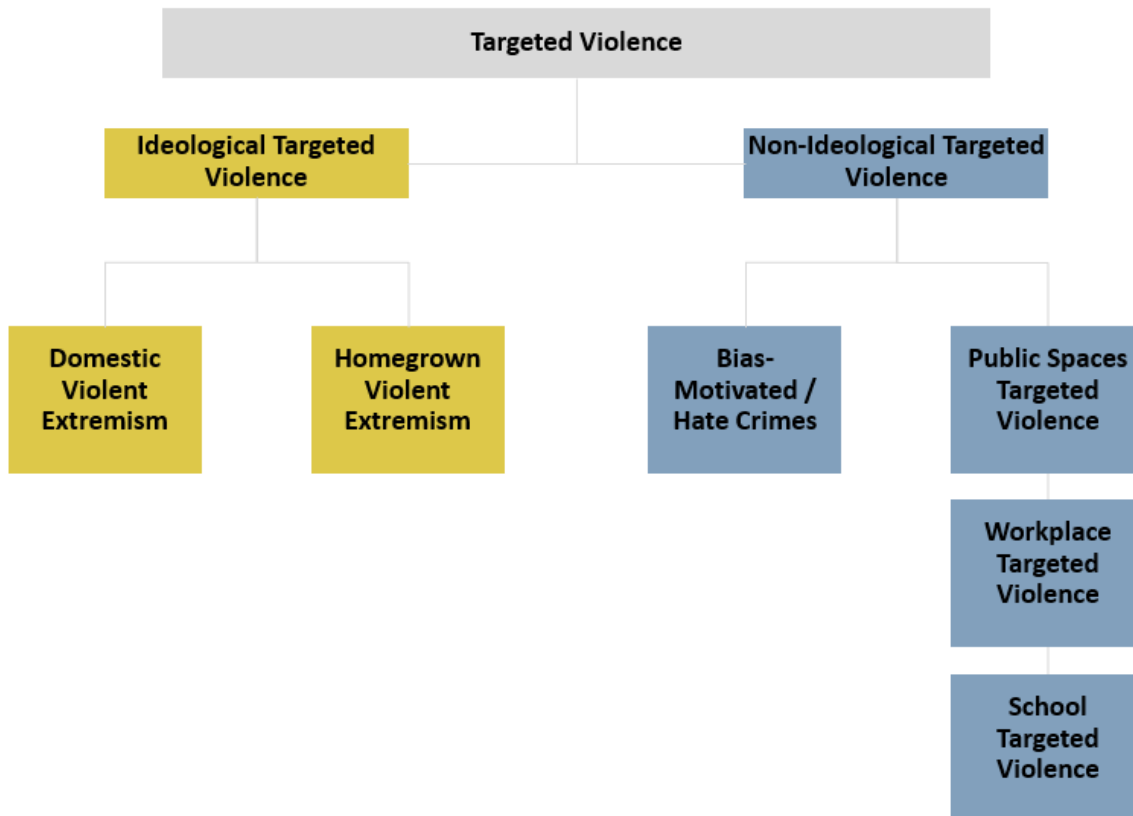 Targeted Violence
Ideological Targeted
Violence
Non-Ideological Targeted
Violence
Domestic
Violent
Extremism
Homegrown
Violent
Extremism
Bias-
Motivated /
Hate Crimes
Public Spaces
Targeted
Violence
Workplace
Targeted
Violence
School
Targeted
Violence